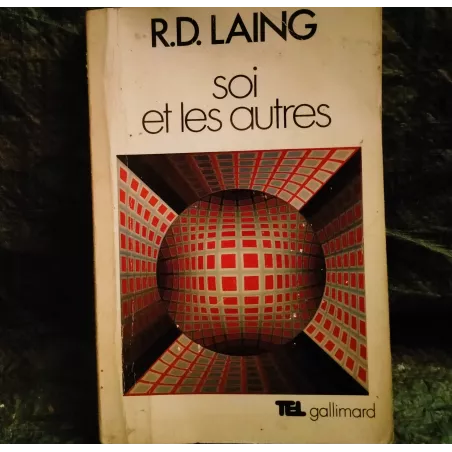 R.D. LAING
soi
et les autres
TEL gallimard